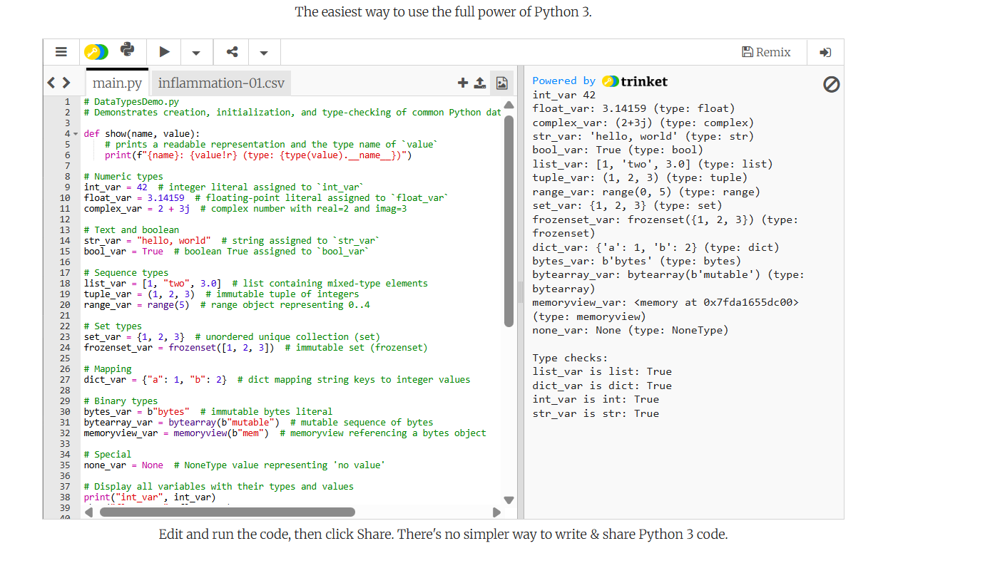 The easiest way to use the full power of Python 3.
Remix
main.py
inflammation-01.csv
1 # DataTypesDemo.py
2 # Demonstrates creation, initialization, and type-checking of common Python dat
3
4 def show(name, value):
5     # prints a readable representation and the type name of `value`
6     print(f"{name}: {value!r} (type: {type(value).__name__})")
7
8 # Numeric types
9 int_var = 42  # integer literal assigned to `int_var`
10 float_var = 3.14159  # floating-point literal assigned to `float_var`
11 complex_var = 2 + 3j  # complex number with real=2 and imag=3
12
13 # Text and boolean
14 str_var = "hello, world"  # string assigned to `str_var`
15 bool_var = True  # boolean True assigned to `bool_var`
16
17 # Sequence types
18 list_var = [1, "two", 3.0]  # list containing mixed-type elements
19 tuple_var = (1, 2, 3)  # immutable tuple of integers
20 range_var = range(5)  # range object representing 0..4
21
22 # Set types
23 set_var = {1, 2, 3}  # unordered unique collection (set)
24 frozenset_var = frozenset([1, 2, 3])  # immutable set (frozenset)
25
26 # Mapping
27 dict_var = {"a": 1, "b": 2}  # dict mapping string keys to integer values
28
29 # Binary types
30 bytes_var = b"bytes"  # immutable bytes literal
31 bytearray_var = bytearray(b"mutable")  # mutable sequence of bytes
32 memoryview_var = memoryview(b"mem")  # memoryview referencing a bytes object
33
34 # Special
35 none_var = None  # NoneType value representing 'no value'
36
37 # Display all variables with their types and values
38 print("int_var", int_var)
39
Powered by trinket
int_var 42
float_var: 3.14159 (type: float)
complex_var: (2+3j) (type: complex)
str_var: 'hello, world' (type: str)
bool_var: True (type: bool)
list_var: [1, 'two', 3.0] (type: list)
tuple_var: (1, 2, 3) (type: tuple)
range_var: range(0, 5) (type: range)
set_var: {1, 2, 3} (type: set)
frozenset_var: frozenset({1, 2, 3}) (type:
frozenset)
dict_var: {'a': 1, 'b': 2} (type: dict)
bytes_var: b'bytes' (type: bytes)
bytearray_var: bytearray(b'mutable') (type:
bytearray)
memoryview_var: <memory at 0x7fda1655dc00>
(type: memoryview)
none_var: None (type: NoneType)

Type checks:
list_var is list: True
dict_var is dict: True
int_var is int: True
str_var is str: True
Edit and run the code, then click Share. There's no simpler way to write & share Python 3 code.